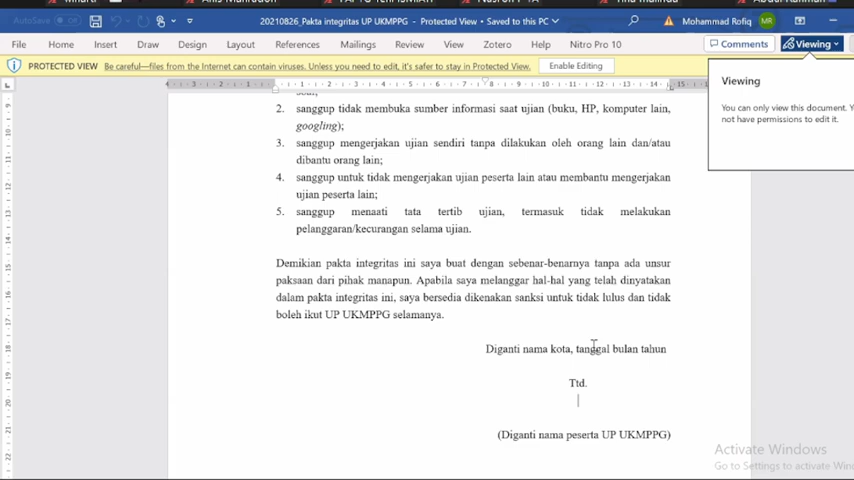 AutoSave
20210826_Pakta integritas UP UKMPPG - Protected View • Saved to this PC
Mohammad Rofiq
MR
File Home Insert Draw Design Layout References Mailings Review View Zotero Help Nitro Pro 10
Comments
Viewing
PROTECTED VIEW Be careful—files from the Internet can contain viruses. Unless you need to edit, it's safer to stay in Protected View.
Enable Editing
Viewing
You can only view this document.
not have permissions to edit it.
2. sanggup tidak membuka sumber informasi saat ujian (buku, HP, komputer lain,
googling);
3. sanggup mengerjakan ujian sendiri tanpa dilakukan oleh orang lain dan/atau
dibantu orang lain;
4. sanggup untuk tidak mengerjakan ujian peserta lain atau membantu mengerjakan
ujian peserta lain;
5. sanggup menaati tata tertib ujian, termasuk tidak melakukan
pelanggaran/kecurangan selama ujian.
Demikian pakta integritas ini saya buat dengan sebenar-benarnya tanpa ada unsur
paksaan dari pihak manapun. Apabila saya melanggar hal-hal yang telah dinyatakan
dalam pakta integritas ini, saya bersedia dikenakan sanksi untuk tidak lulus dan tidak
boleh ikut UP UKMPPG selamanya.
Diganti nama kota, tanggal bulan tahun
Ttd.
(Diganti nama peserta UP UKMPPG)
Activate Windows
Go to Settings to activate